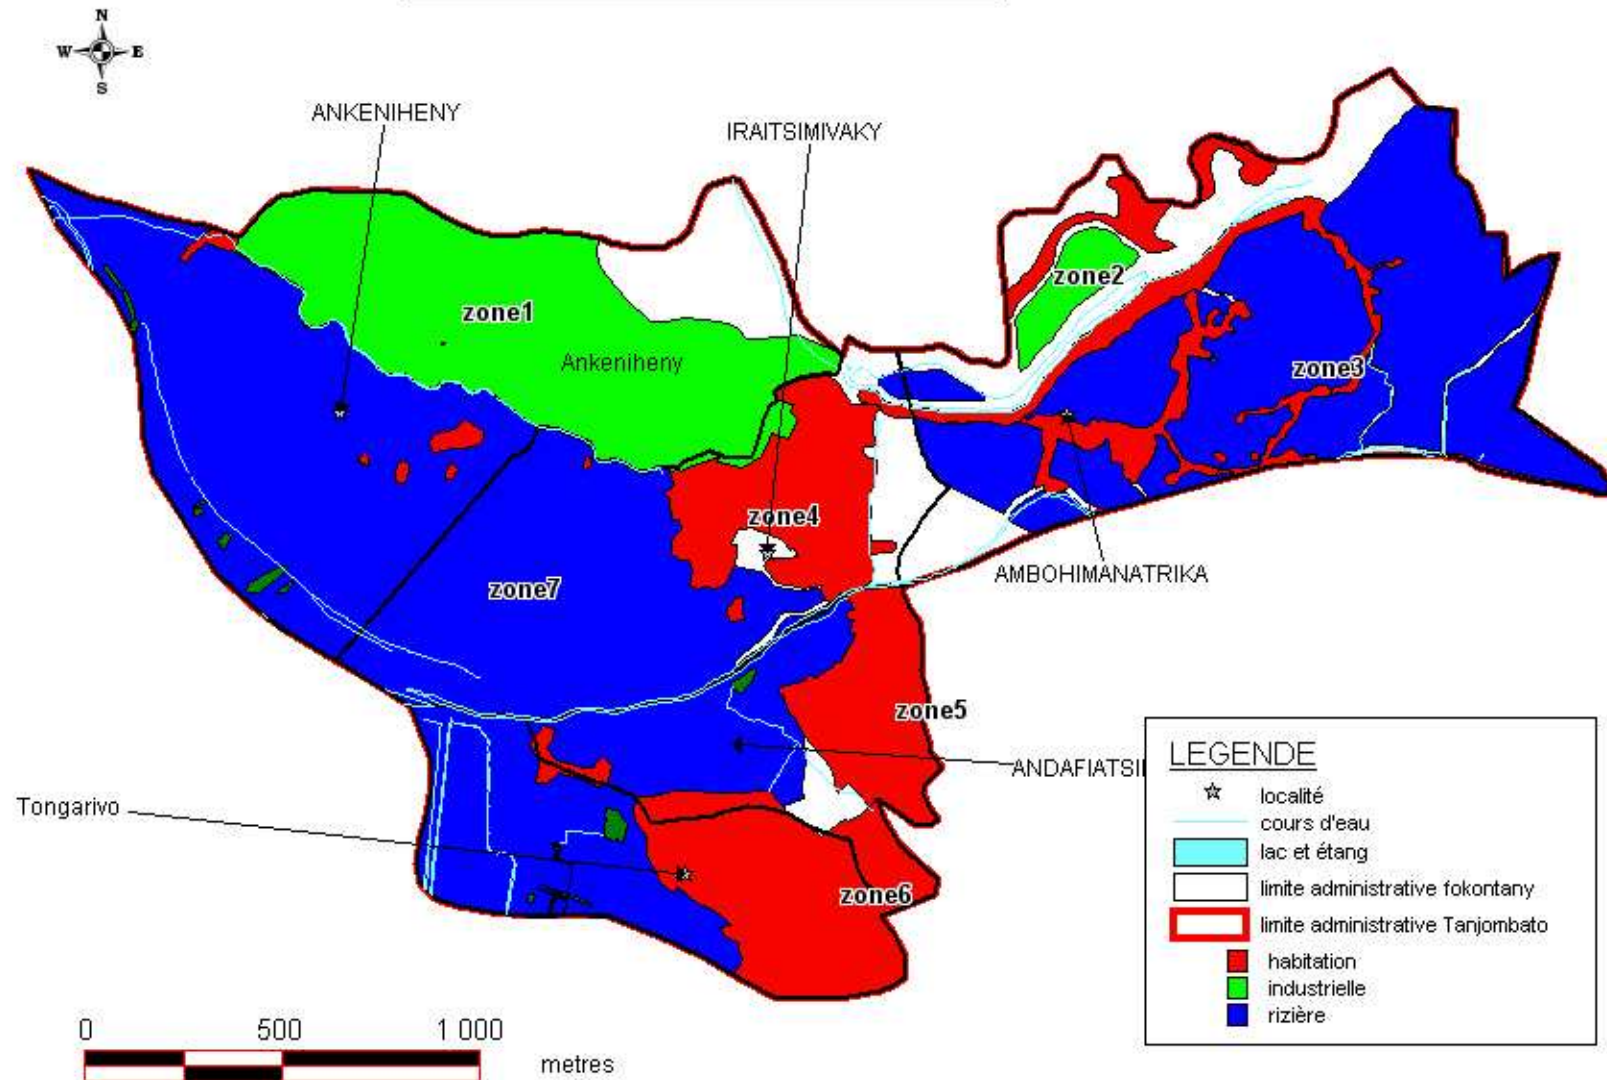 N
W E
S
ANKENIHENY
IRAITSIMIVAKY
zone2
zone1
Ankeniheny
zone3
zone4
AMBOHIMANATRIKA
zone7
zone5
ANDAFIATSI
Tongarivo
zone6
LEGENDE
localité
cours d'eau
lac et étang
limite administrative fokontany
limite administrative Tanjombato
habitation
industrielle
rizière
0 500 1 000
metres